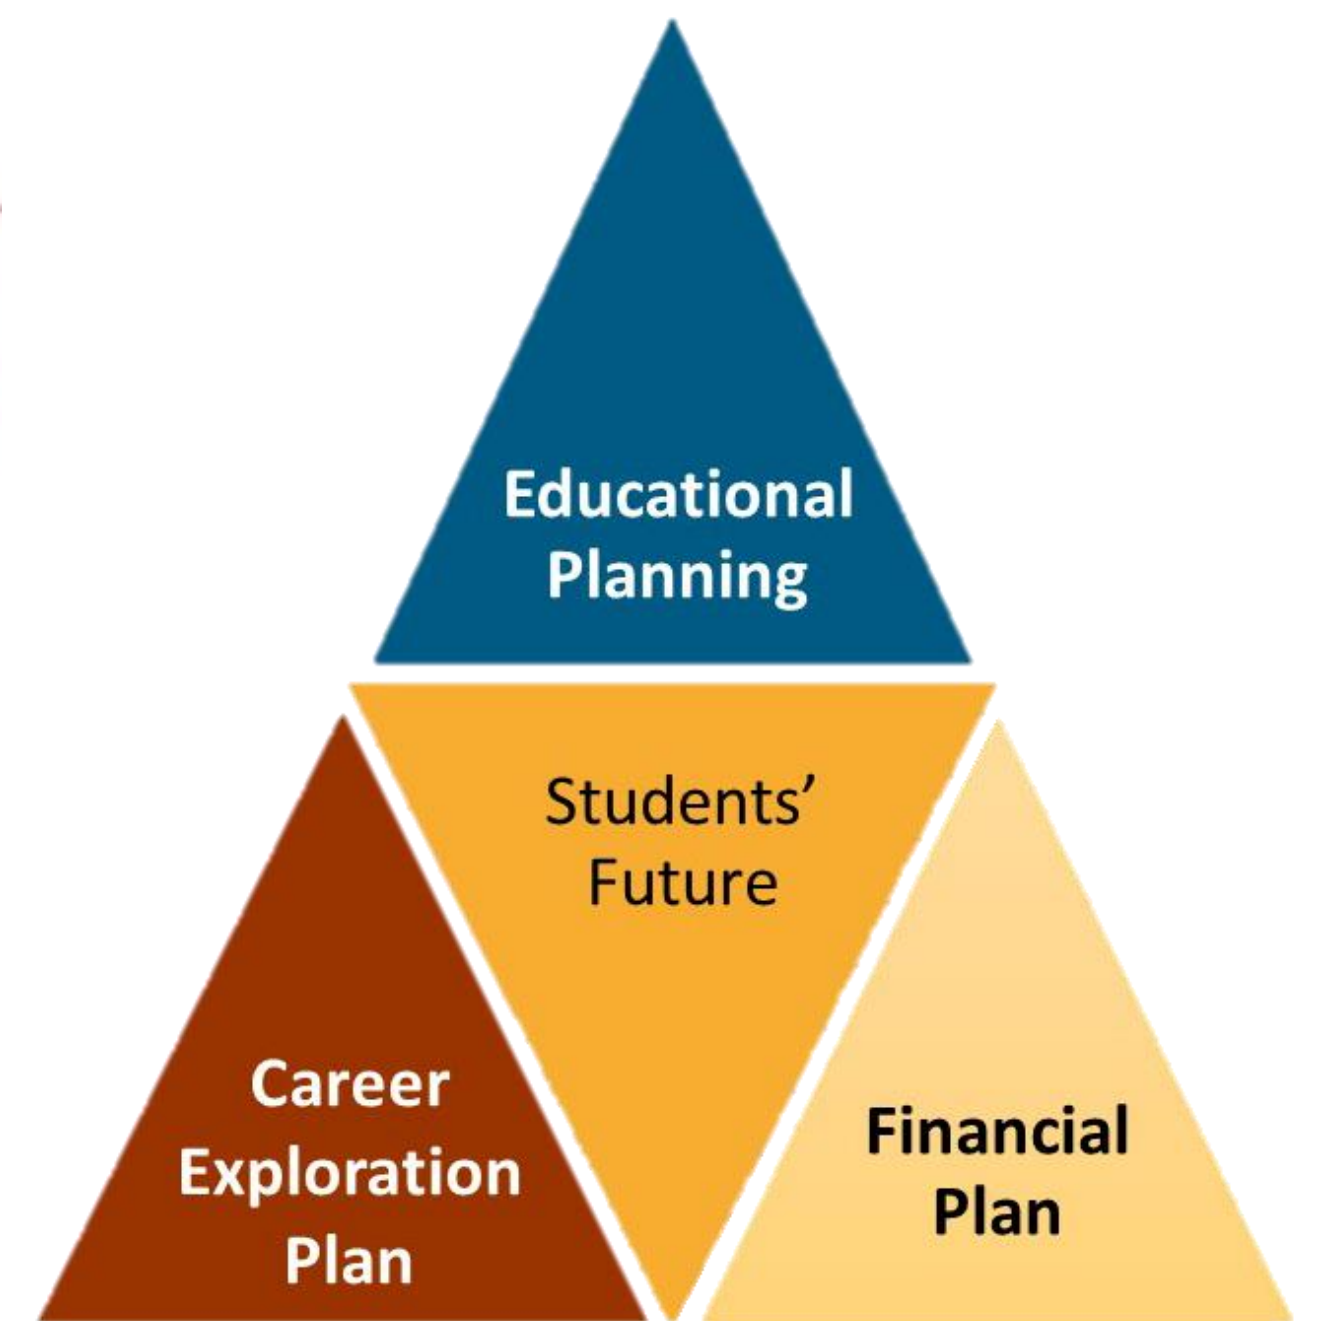 Educational
Planning
Students’
Future
Career
Exploration
Plan
Financial
Plan